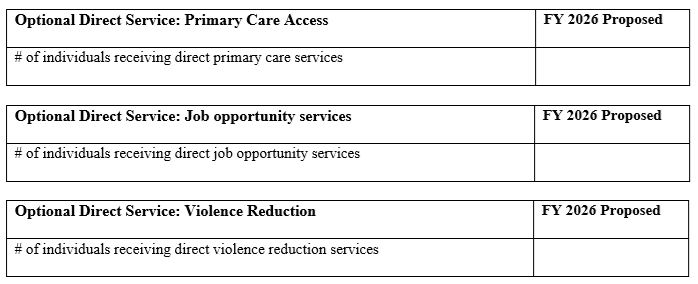 Optional Direct Service: Primary Care Access FY 2026 Proposed
# of individuals receiving direct primary care services
Optional Direct Service: Job opportunity services FY 2026 Proposed
# of individuals receiving direct job opportunity services
Optional Direct Service: Violence Reduction FY 2026 Proposed
# of individuals receiving direct violence reduction services